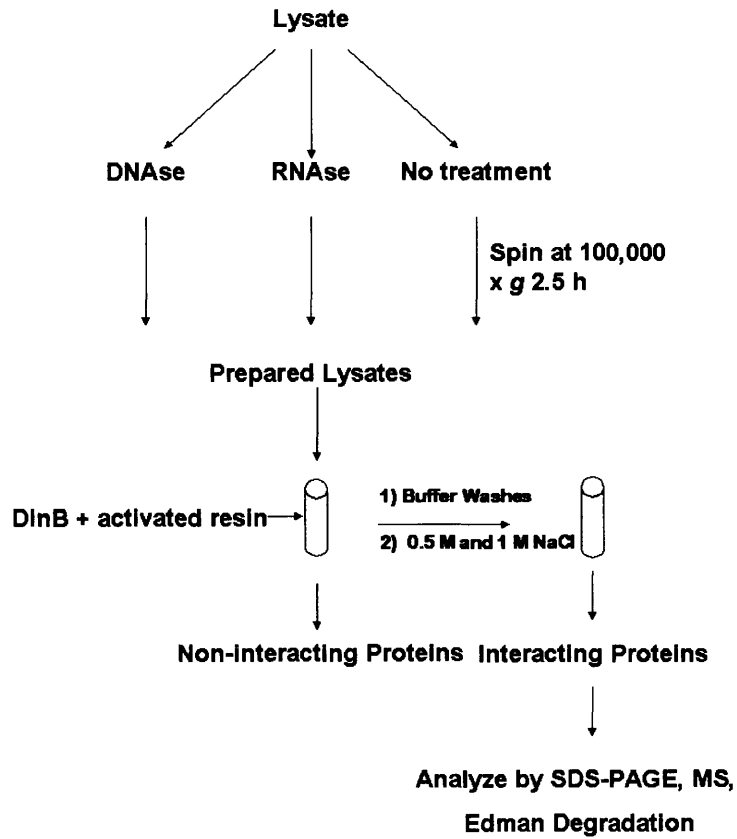 Lysate
DNAse RNAse No treatment
Spin at 100,000
x g 2.5 h
Prepared Lysates
DinB + activated resin
1) Buffer Washes
2) 0.5 M and 1 M NaCl
Non-interacting Proteins Interacting Proteins
Analyze by SDS-PAGE, MS,
Edman Degradation